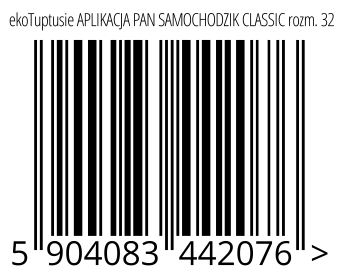 ekoTuptusie APLIKACJA PAN SAMOCHODZIK CLASSIC rozm. 32
5 904083 442076 >